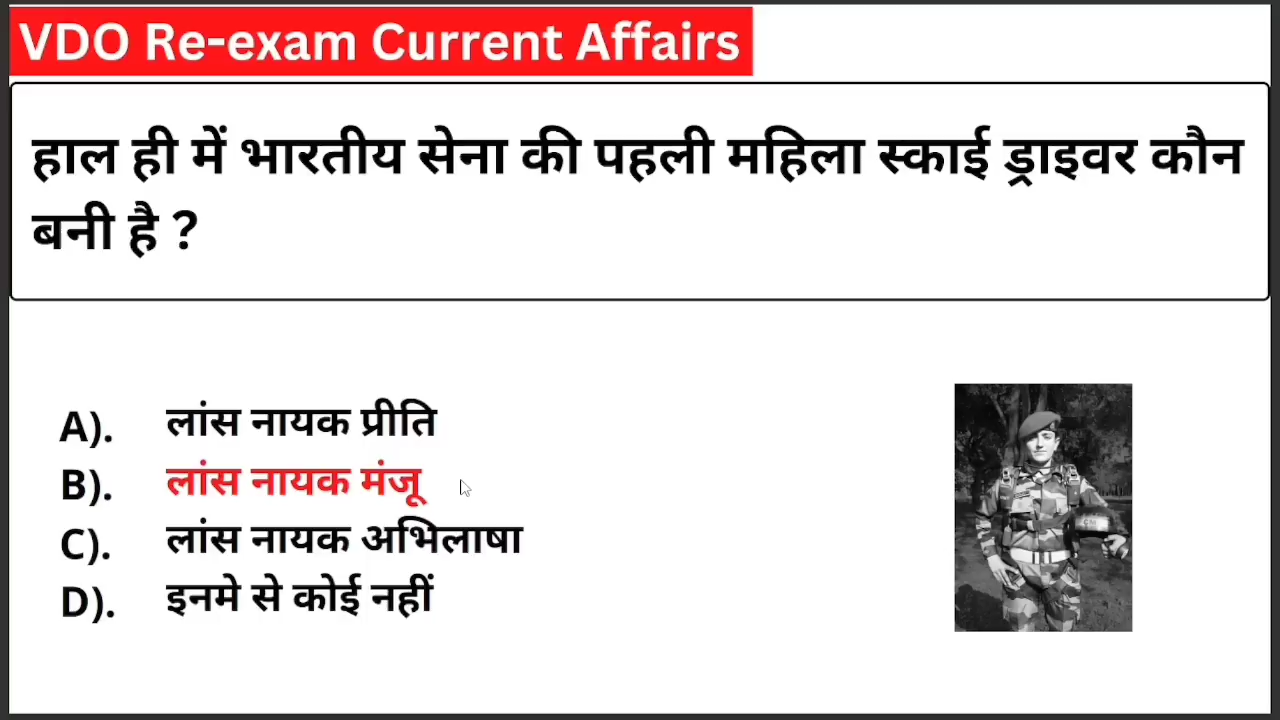 VDO Re-exam Current Affairs
हाल ही में भारतीय सेना की पहली महिला स्काई ड्राइवर कौन
बनी है ?
A). लांस नायक प्रीति
B). लांस नायक मंजू
C). लांस नायक अभिलाषा
D). इनमे से कोई नहीं